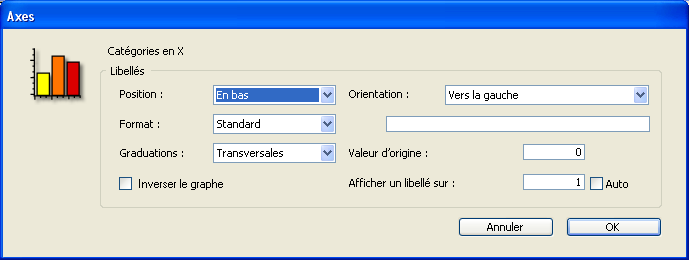 Axes
Catégories en X
Libellés
Position : En bas Orientation : Vers la gauche
Format : Standard
Graduations : Transversales Valeur d'origine : 0
Inverser le graphe Afficher un libellé sur : 1 Auto
Annuler OK